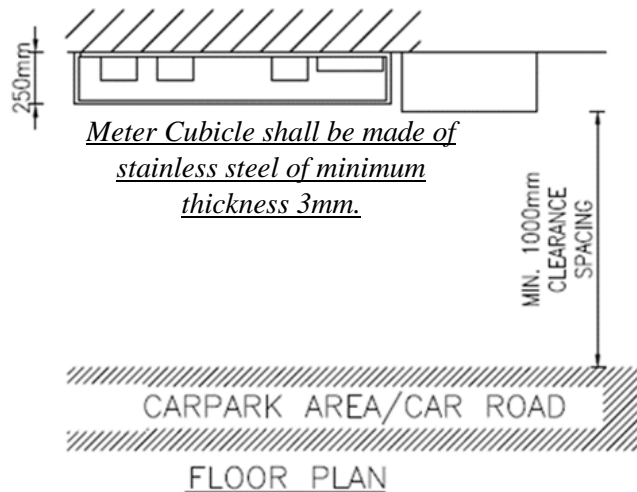 250mm
Meter Cubicle shall be made of
stainless steel of minimum
thickness 3mm.
MIN. 1000mm
CLEARANCE
SPACING
CARPARK AREA/CAR ROAD
FLOOR PLAN